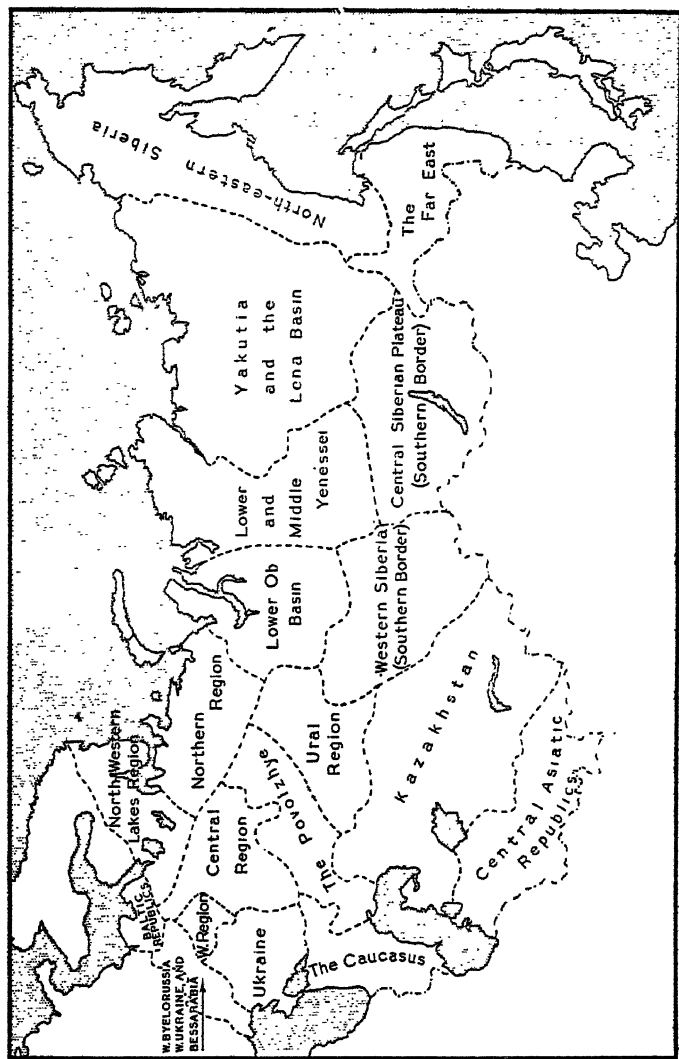 North-eastern Siberia
The
Far East
Yakutia
and the
Lena Basin
Central Siberian Plateau
(Southern Border)
Lower
and
Middle
Yenessei
Lower Ob
Basin
Western Siberia
(Southern Border)
Northern
Region
North Western
Lakes Region
Ural
Region
Kazakhstan
Central Asiatic
Republics
The Povolzhye
Central
Region
BALTIC
REPUBLICS
W.Region
Ukraine
The Caucasus
W.BYELORUSSIA
W.UKRAINE, AND
BESSARABIA